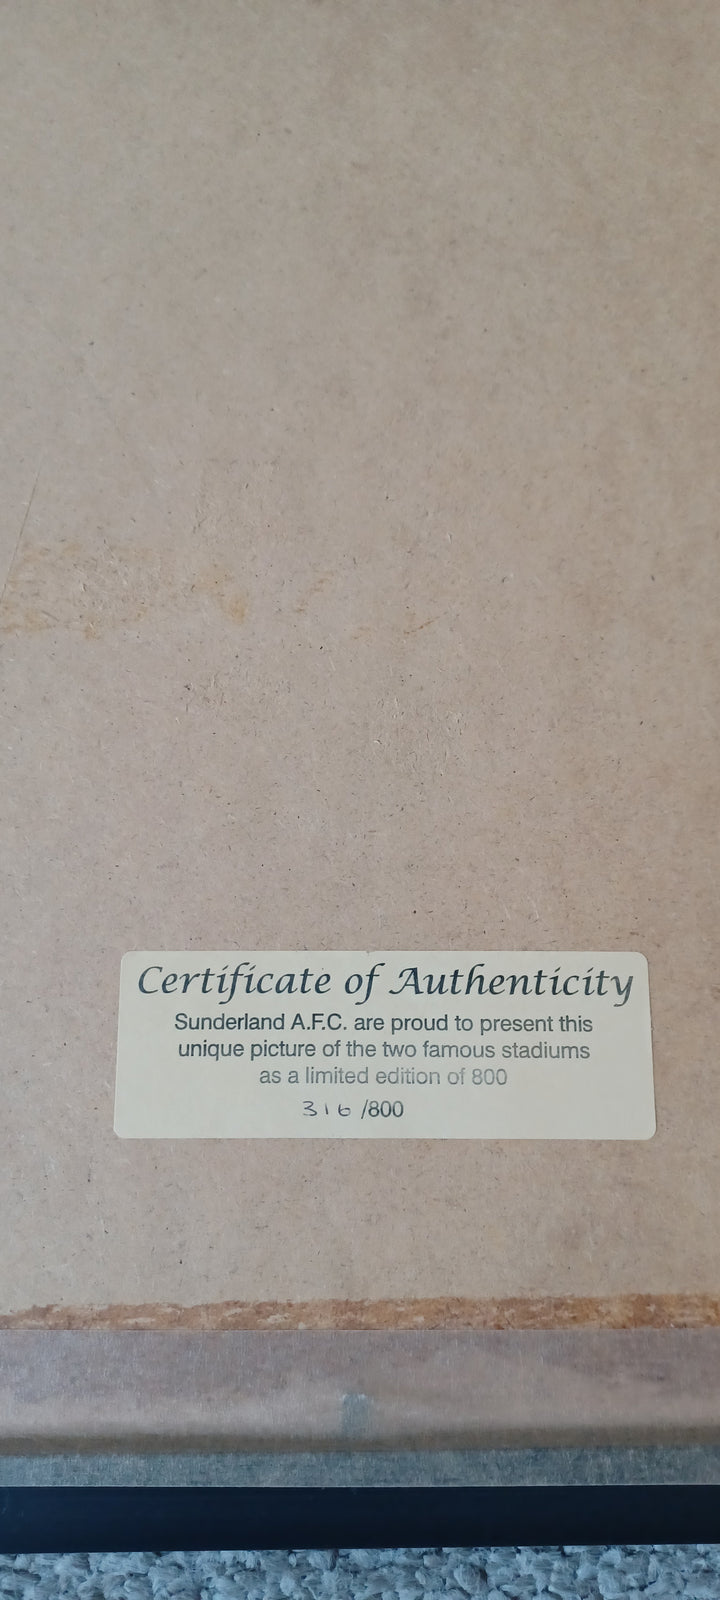 Certificate of Authenticity
Sunderland A.F.C. are proud to present this
unique picture of the two famous stadiums
as a limited edition of 800
316 /800